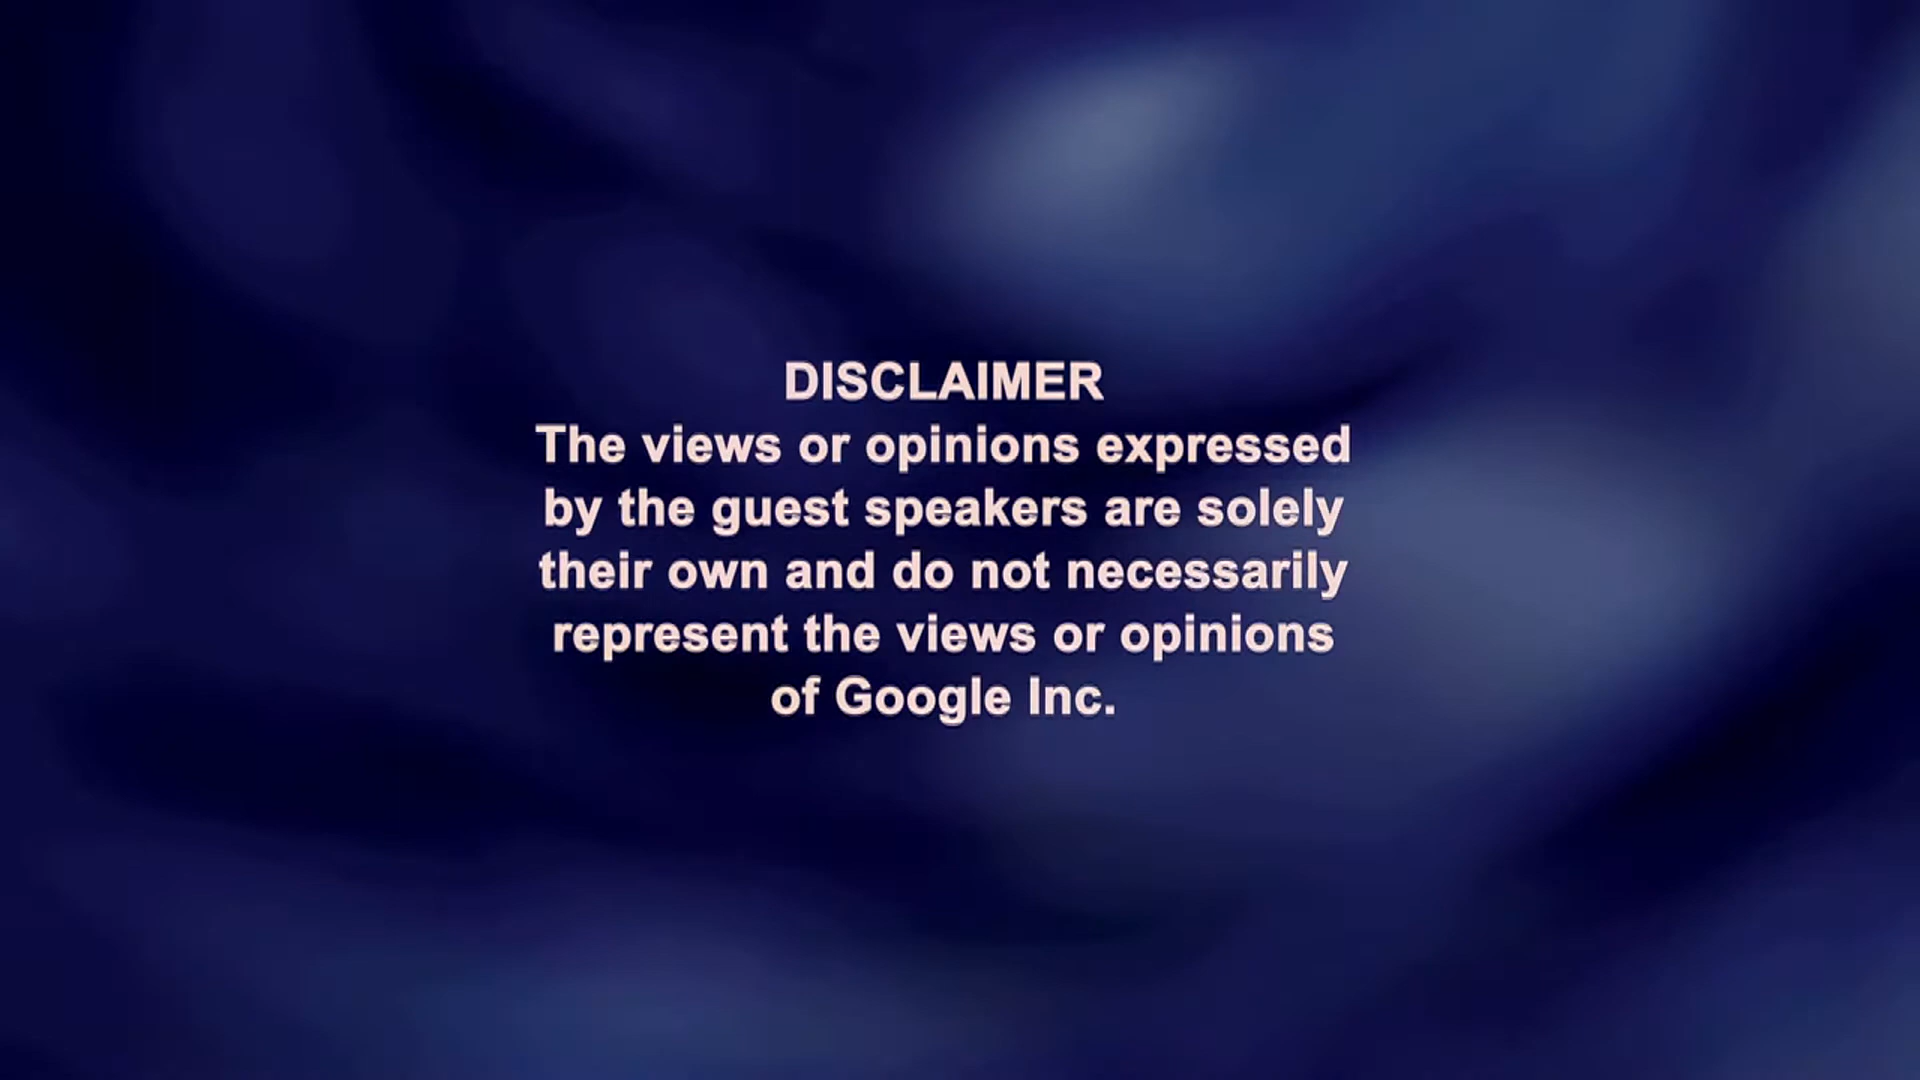 DISCLAIMER
The views or opinions expressed
by the guest speakers are solely
their own and do not necessarily
represent the views or opinions
of Google Inc.